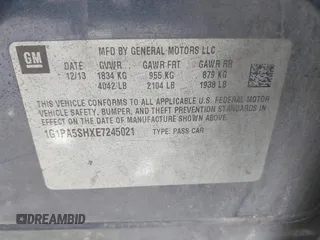 GM
MFD BY GENERAL MOTORS LLC
DATE GVWR GAWR FRT GAWR RR
12/13 1834 KG 955 KG 879 KG
4042 LB 2104 LB 1938 LB
THIS VEHICLE CONFORMS TO ALL APPLICABLE U.S. FEDERAL MOTOR
VEHICLE SAFETY, BUMPER, AND THEFT PREVENTION STANDARDS IN
EFFECT ON THE DATE OF MANUFACTURE SHOWN ABOVE.
1G1PA5SHXE7245021 TYPE: PASS CAR
AUTOBIDMASTER